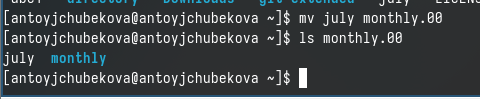 [antoyjchubekova@antoyjchubekova ~]$ mv july monthly.00
[antoyjchubekova@antoyjchubekova ~]$ ls monthly.00
july monthly
[antoyjchubekova@antoyjchubekova ~]$